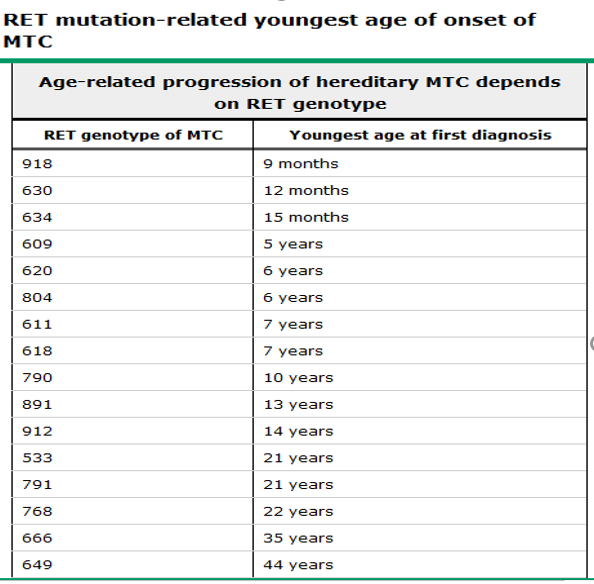 RET mutation-related youngest age of onset of
MTC
Age-related progression of hereditary MTC depends
on RET genotype
RET genotype of MTC Youngest age at first diagnosis
918 9 months
630 12 months
634 15 months
609 5 years
620 6 years
804 6 years
611 7 years
618 7 years
790 10 years
891 13 years
912 14 years
533 21 years
791 21 years
768 22 years
666 35 years
649 44 years